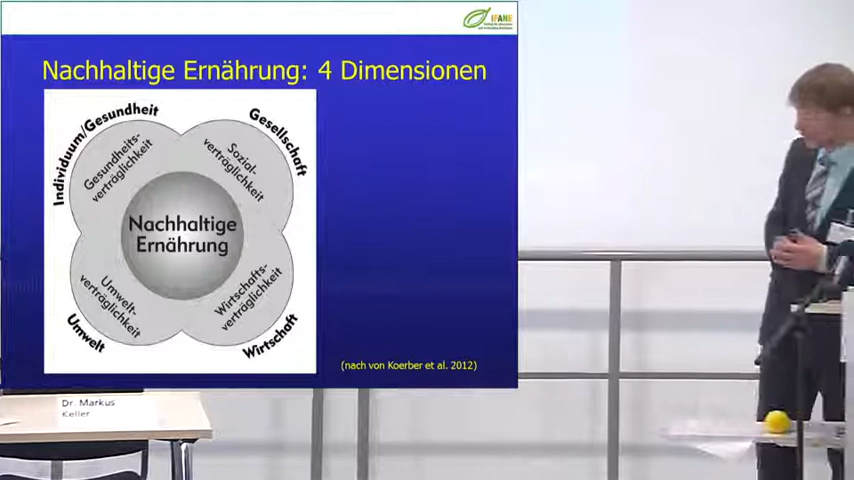 IFANE
Nachhaltige Ernährung: 4 Dimensionen
Individuum/Gesundheit
Gesellschaft
Gesundheits-
verträglichkeit
Sozial-
verträglichkeit
Nachhaltige
Ernährung
Umwelt-
verträglichkeit
Wirtschafts-
verträglichkeit
Umwelt
Wirtschaft
(nach von Koerber et al. 2012)
Dr. Markus
Keller